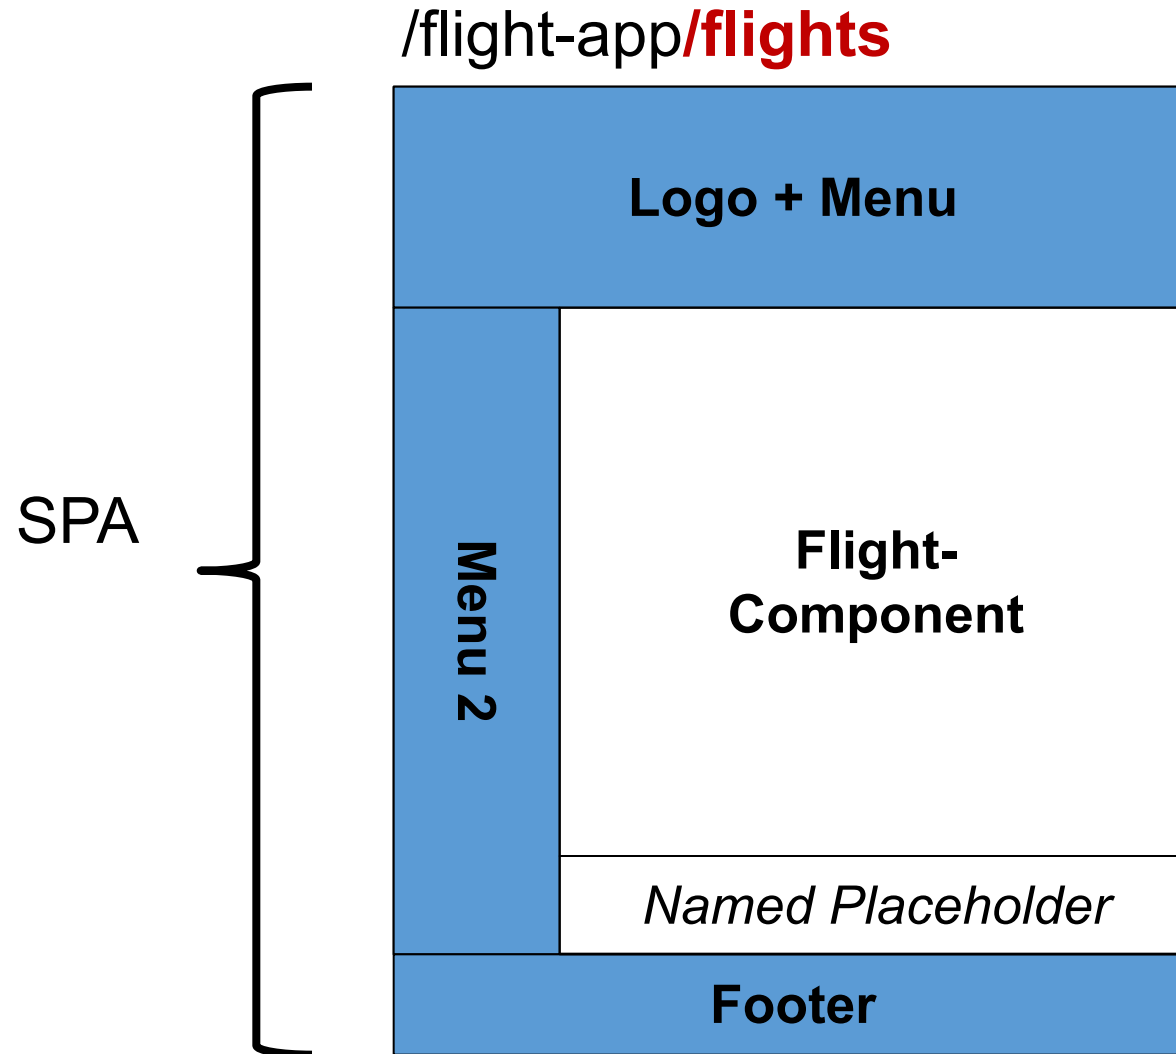 /flight-app/flights
Logo + Menu
SPA
Menu 2
Flight-
Component
Named Placeholder
Footer